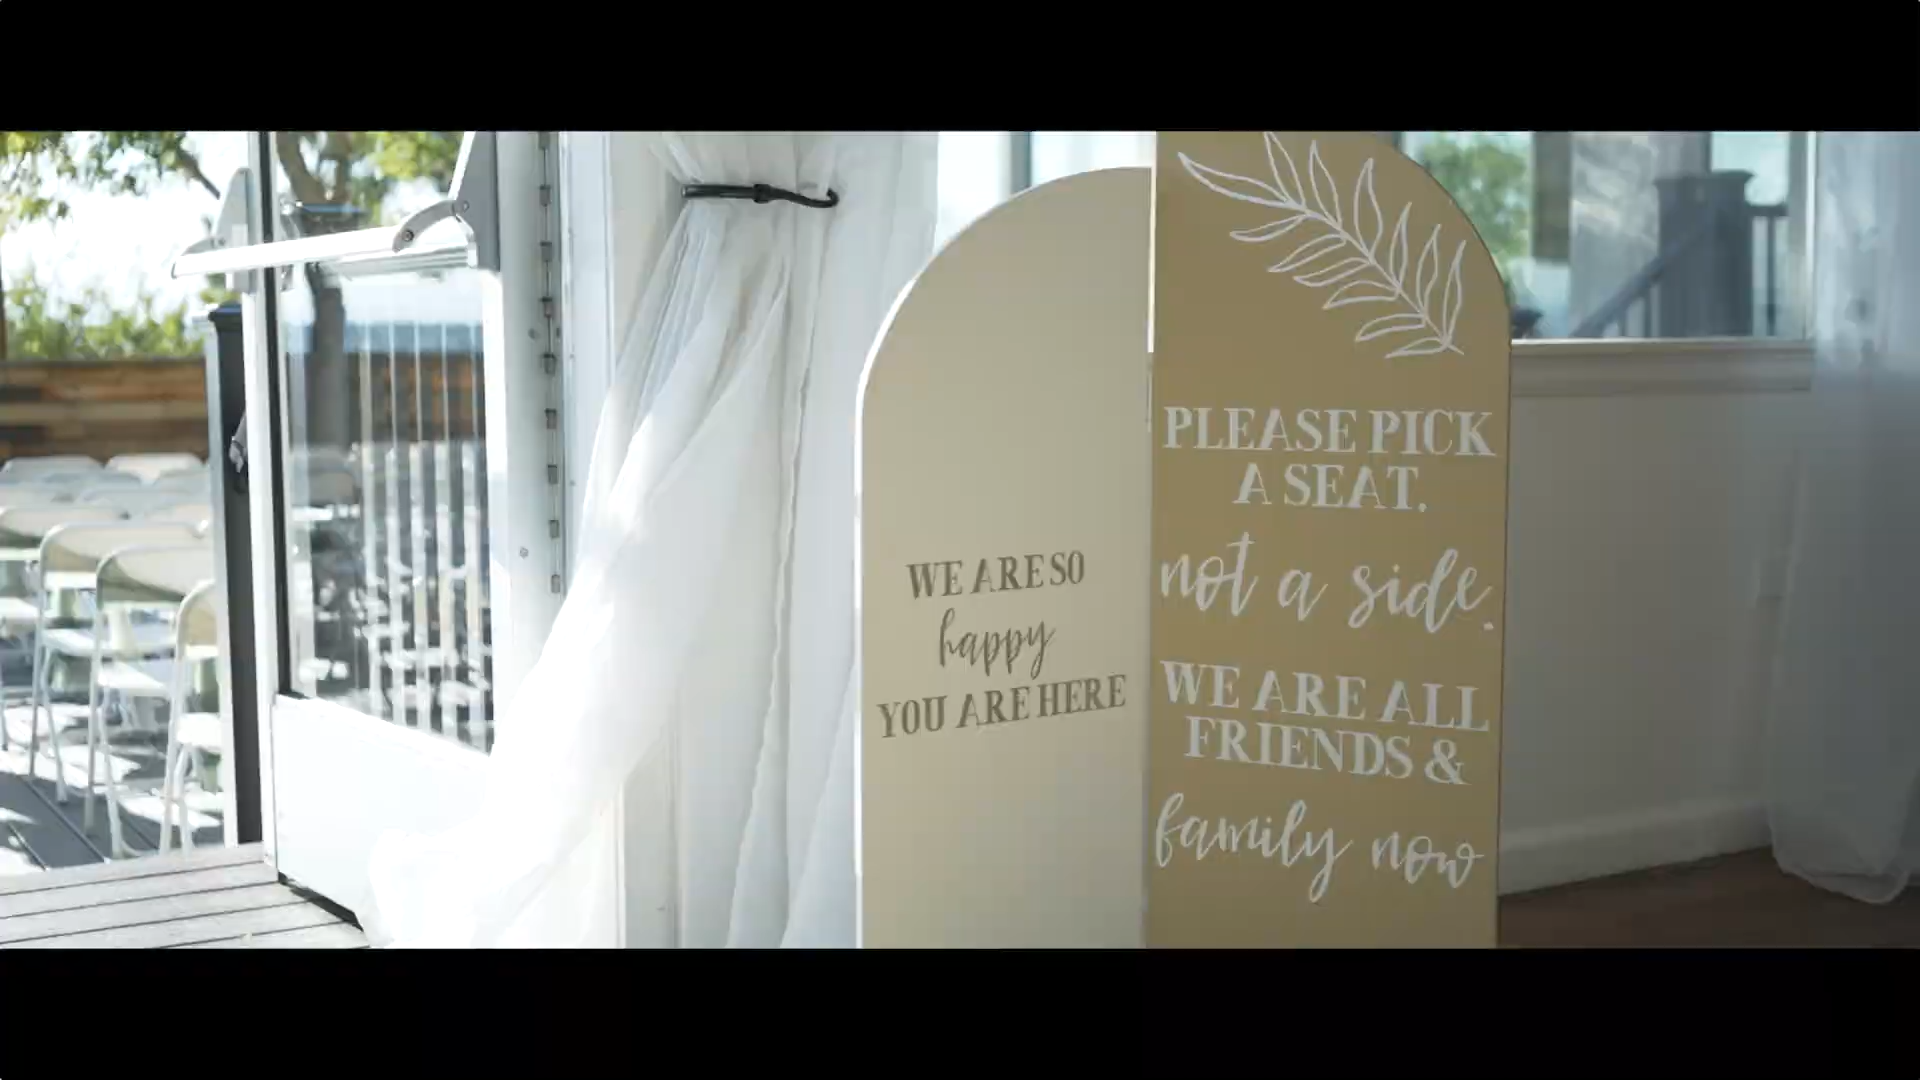 WE ARE SO
happy
YOU ARE HERE
PLEASE PICK
A SEAT.
not a side.
WE ARE ALL
FRIENDS &
family now